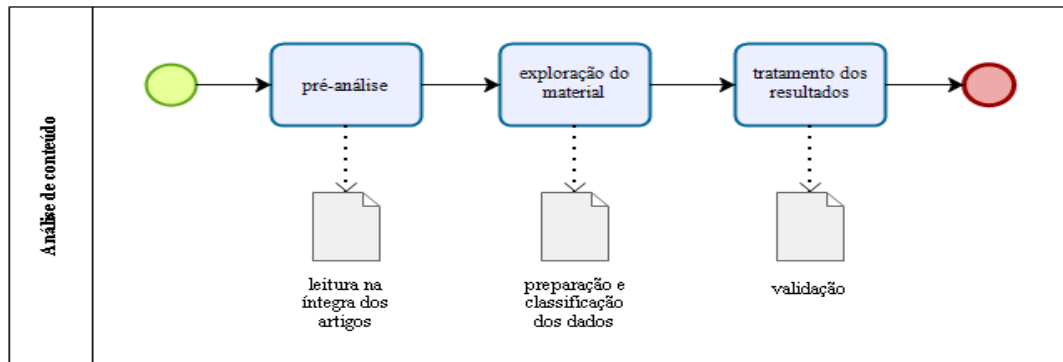 Análise de conteúdo
pré-análise
exploração do
material
tratamento dos
resultados
leitura na
íntegra dos
artigos
preparação e
classificação
dos dados
validação